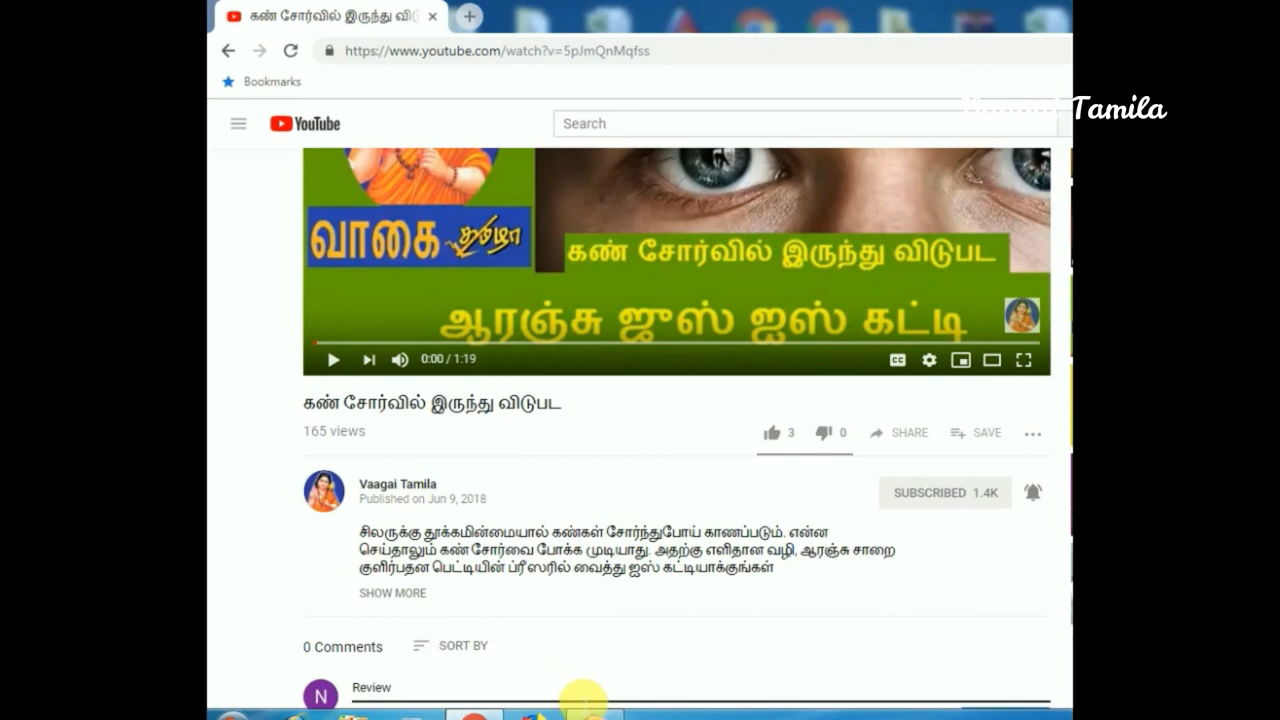 கண் சோர்வில் இருந்து வி
https://www.youtube.com/watch?v=5pJmQnMqfss
Bookmarks
Tamila
YouTube
Search
வாகை தமிழா
கண் சோர்வில் இருந்து விடுபட
ஆரஞ்சு ஜுஸ் ஐஸ் கட்டி
0:00 / 1:19
CC
கண் சோர்வில் இருந்து விடுபட
165 views
3
0
SHARE
SAVE
Vaagai Tamila
Published on Jun 9, 2018
SUBSCRIBED 1.4K
சிலருக்கு தூக்கமின்மையால் கண்கள் சோர்ந்துபோய் காணப்படும். என்ன
செய்தாலும் கண் சோர்வை போக்க முடியாது. அதற்கு எளிதான வழி, ஆரஞ்சு சாறை
குளிர்பதன பெட்டியின் ப்ரீஸரில் வைத்து ஐஸ் கட்டியாக்குங்கள்
SHOW MORE
0 Comments
SORT BY
N
Review